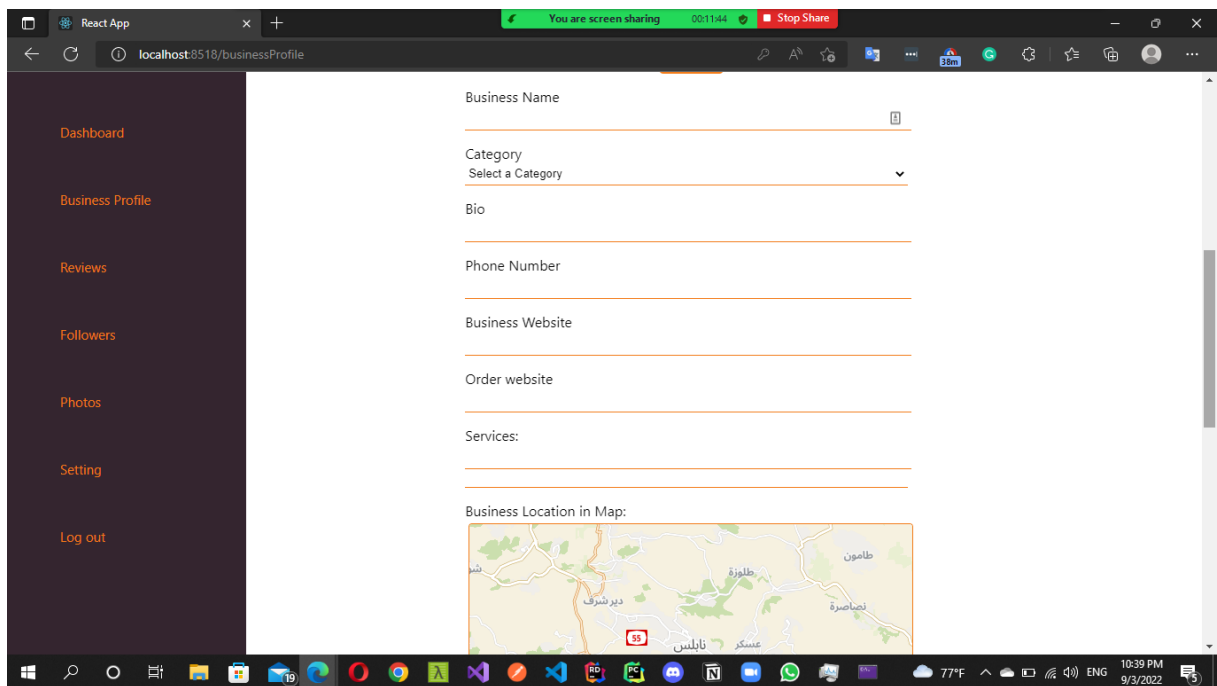 React App
You are screen sharing 00:11:44 Stop Share
localhost:8518/businessProfile
38m
Dashboard
Business Profile
Reviews
Followers
Photos
Setting
Log out
Business Name
Category
Select a Category
Bio
Phone Number
Business Website
Order website
Services:
Business Location in Map:
طامون
طلوزة
دير شرف
نصاصرة
55
نابلس
عسكر
19
RD
PC
77°F
ENG
10:39 PM
9/3/2022
5